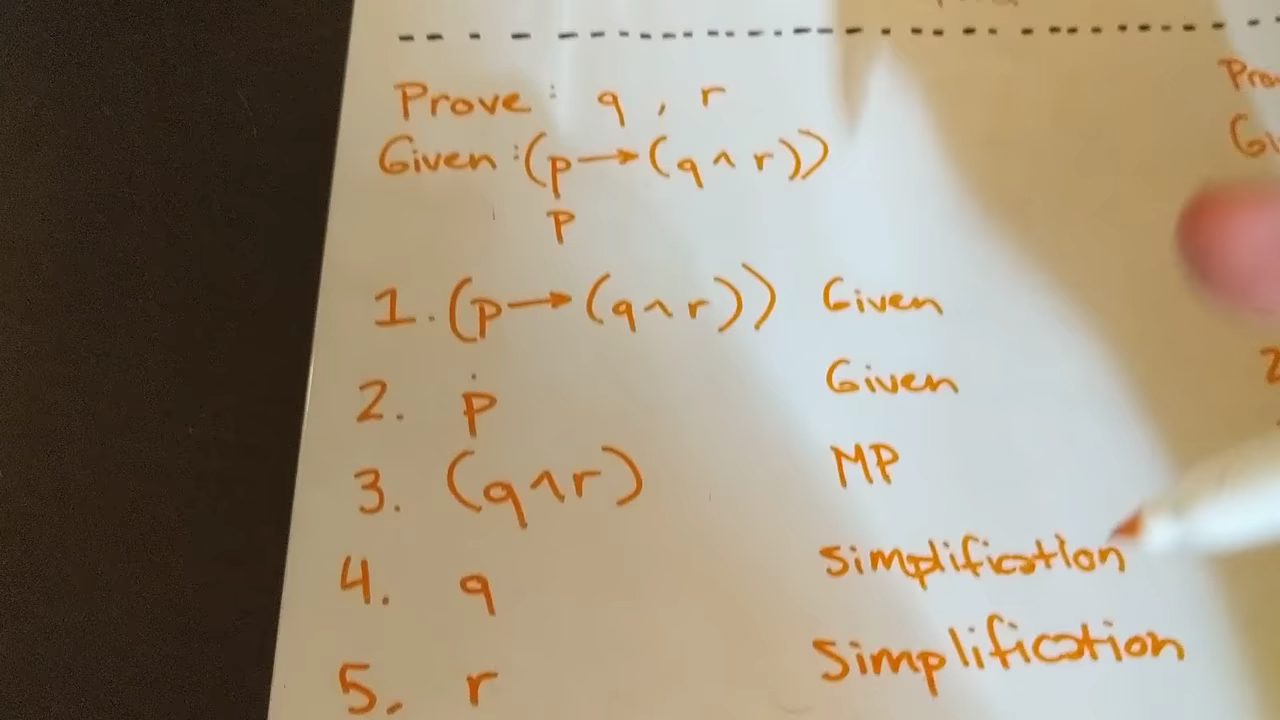 Prove: q, r
Given: (p→(q∧r))
P
1. (p→(q∧r)) Given
2. p Given
3. (q∧r) MP
4. q Simplification
5. r Simplification